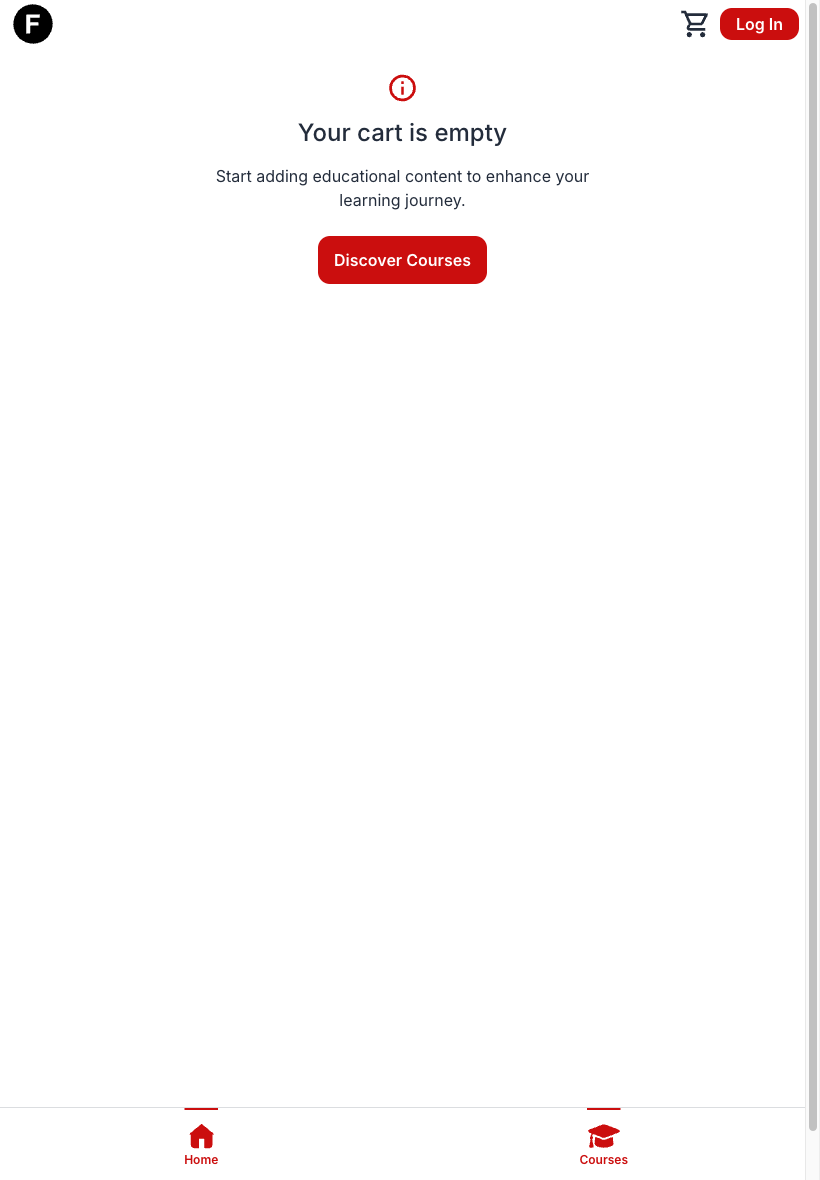 F
Log In
Your cart is empty
Start adding educational content to enhance your
learning journey.
Discover Courses
Home
Courses